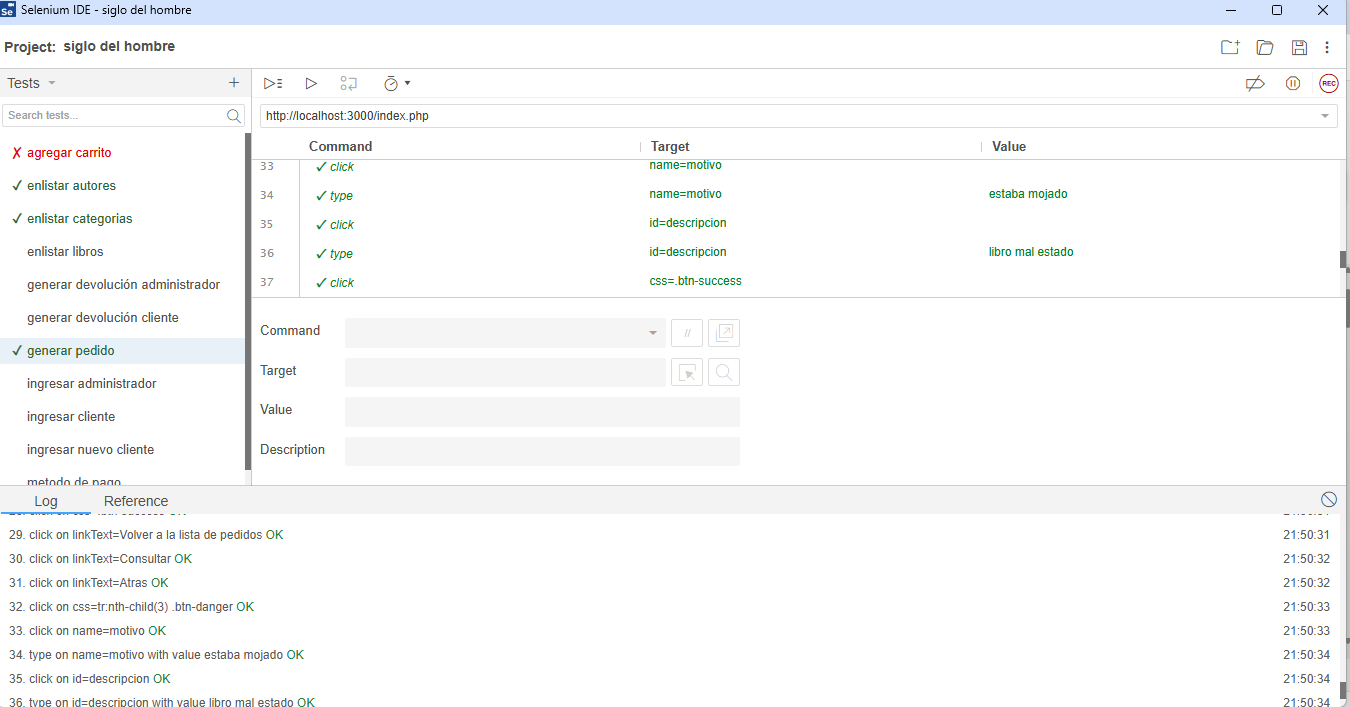 Se Selenium IDE - siglo del hombre
Project: siglo del hombre
Tests
Search tests...
✗ agregar carrito
✓ enlistar autores
✓ enlistar categorias
enlistar libros
generar devolución administrador
generar devolución cliente
✓ generar pedido
ingresar administrador
ingresar cliente
ingresar nuevo cliente
metodo de pago
REC
http://localhost:3000/index.php
Command Target Value
33 ✓ click name=motivo
34 ✓ type name=motivo estaba mojado
35 ✓ click id=descripcion
36 ✓ type id=descripcion libro mal estado
37 ✓ click css=.btn-success
Command //
Target
Value
Description
Log Reference
29. click on linkText=Volver a la lista de pedidos OK 21:50:31
30. click on linkText=Consultar OK 21:50:32
31. click on linkText=Atras OK 21:50:32
32. click on css=tr:nth-child(3) .btn-danger OK 21:50:33
33. click on name=motivo OK 21:50:33
34. type on name=motivo with value estaba mojado OK 21:50:34
35. click on id=descripcion OK 21:50:34
36. type on id=descripcion with value libro mal estado OK 21:50:34